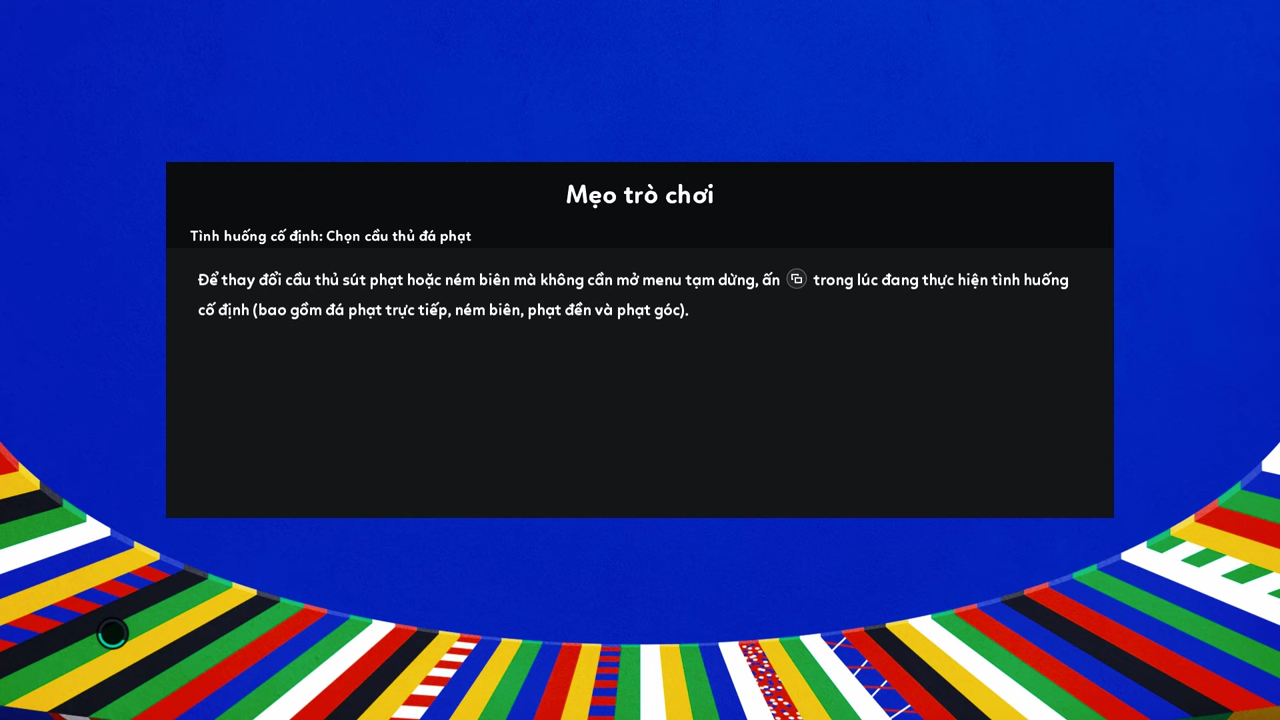 Mẹo trò chơi
Tình huống cố định: Chọn cầu thủ đá phạt
Để thay đổi cầu thủ sút phạt hoặc ném biên mà không cần mở menu tạm dừng, ấn trong lúc đang thực hiện tình huống
cố định (bao gồm đá phạt trực tiếp, ném biên, phạt đền và phạt góc).